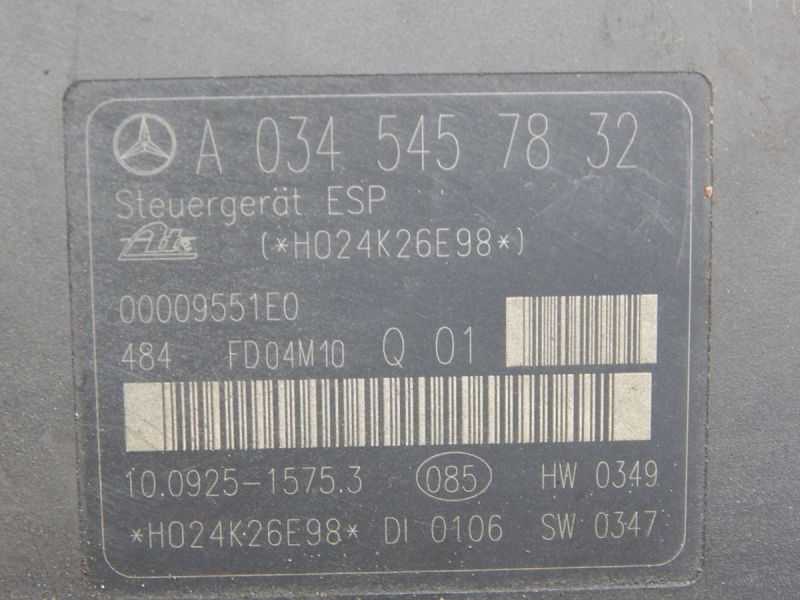 A 034 545 78 32
Steuergerät ESP
Ate (*H024K26E98*)
00009551E0
484 FD04M10 Q 01
10.0925-1575.3 085 HW 0349
*H024K26E98* DI 0106 SW 0347